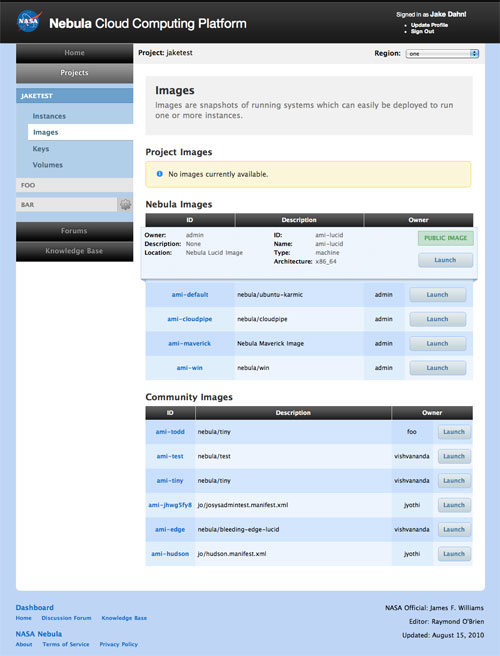 NASA
Nebula Cloud Computing Platform
Signed in as Jake Dahn!
Update Profile
Sign Out
Home
Projects
JAKETEST
Instances
Images
Keys
Volumes
FOO
BAR
Forums
Knowledge Base
Project: jaketest
Region: one
Images
Images are snapshots of running systems which can easily be deployed to run
one or more instances.
Project Images
No images currently available.
Nebula Images
ID Description Owner
Owner: admin ID: ami-lucid PUBLIC IMAGE
Description: None Name: ami-lucid
Location: Nebula Lucid Image Type: machine Launch
Architecture: x86_64
ami-default nebula/ubuntu-karmic admin Launch
ami-cloudpipe nebula/cloudpipe admin Launch
ami-maverick Nebula Maverick Image admin Launch
ami-win nebula/win admin Launch
Community Images
ID Description Owner
ami-todd nebula/tiny foo Launch
ami-test nebula/test vishvananda Launch
ami-tiny nebula/tiny vishvananda Launch
ami-jhwg5fy8 jo/josysadmintest.manifest.xml jyothi Launch
ami-edge nebula/bleeding-edge-lucid vishvananda Launch
ami-hudson jo/hudson.manifest.xml jyothi Launch
Dashboard
Home Discussion Forum Knowledge Base
NASA Nebula
About Terms of Service Privacy Policy
NASA Official: James F. Williams
Editor: Raymond O'Brien
Updated: August 15, 2010